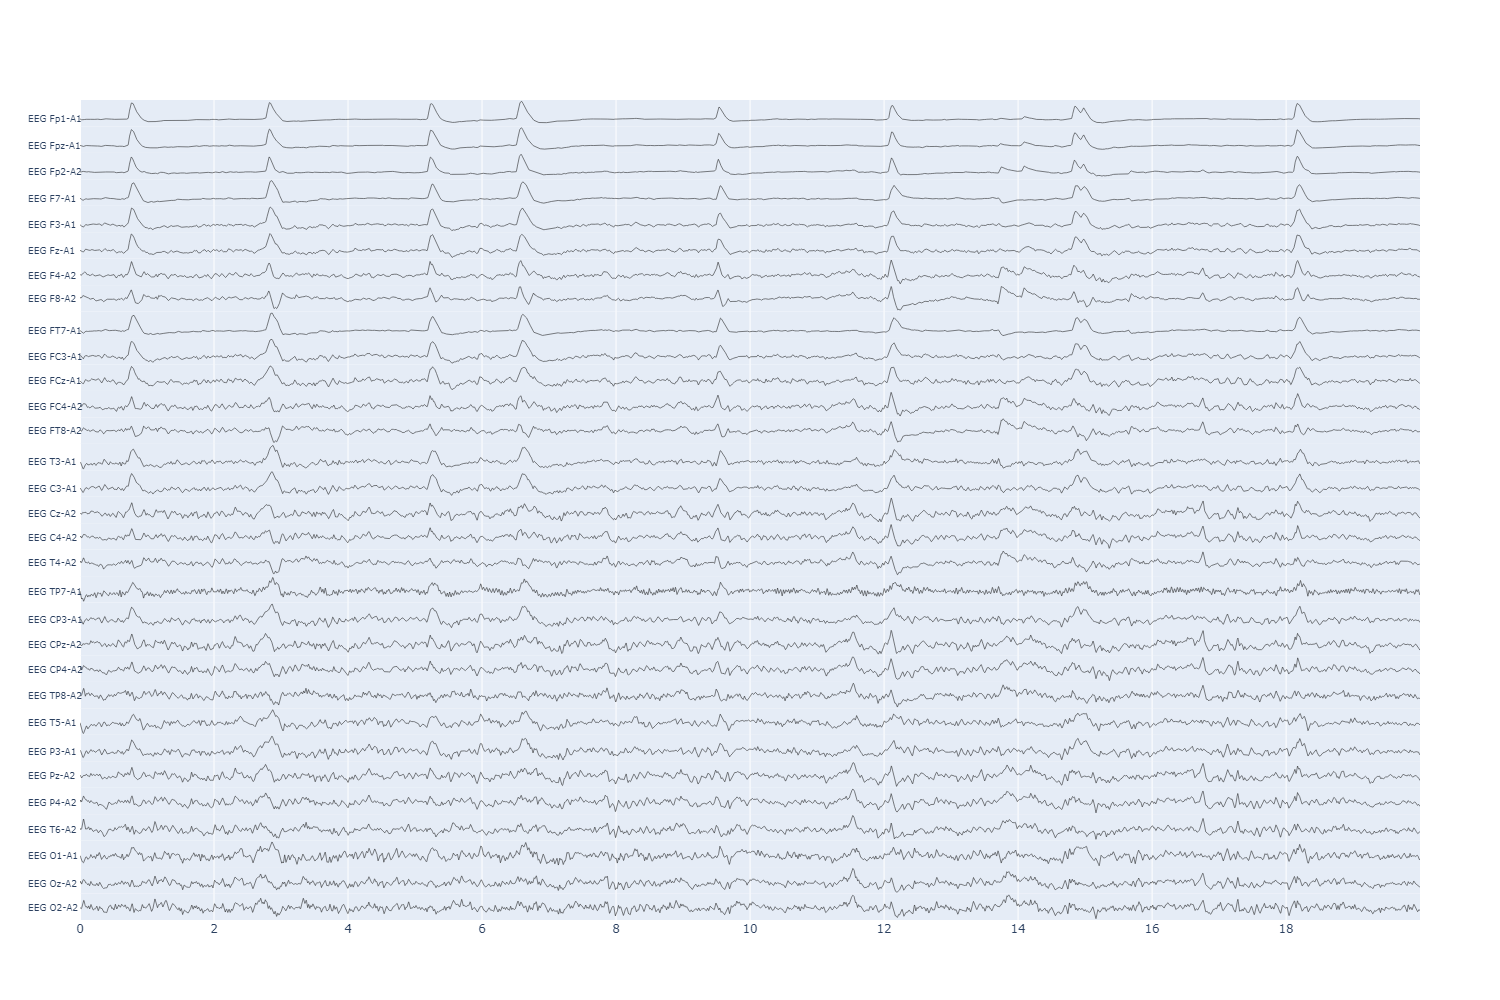 EEG Fp1-A1
EEG Fpz-A1
EEG Fp2-A2
EEG F7-A1
EEG F3-A1
EEG Fz-A1
EEG F4-A2
EEG F8-A2
EEG FT7-A1
EEG FC3-A1
EEG FCz-A1
EEG FC4-A2
EEG FT8-A2
EEG T3-A1
EEG C3-A1
EEG Cz-A2
EEG C4-A2
EEG T4-A2
EEG TP7-A1
EEG CP3-A1
EEG CPz-A2
EEG CP4-A2
EEG TP8-A2
EEG T5-A1
EEG P3-A1
EEG Pz-A2
EEG P4-A2
EEG T6-A2
EEG O1-A1
EEG Oz-A2
EEG O2-A2
0 2 4 6 8 10 12 14 16 18